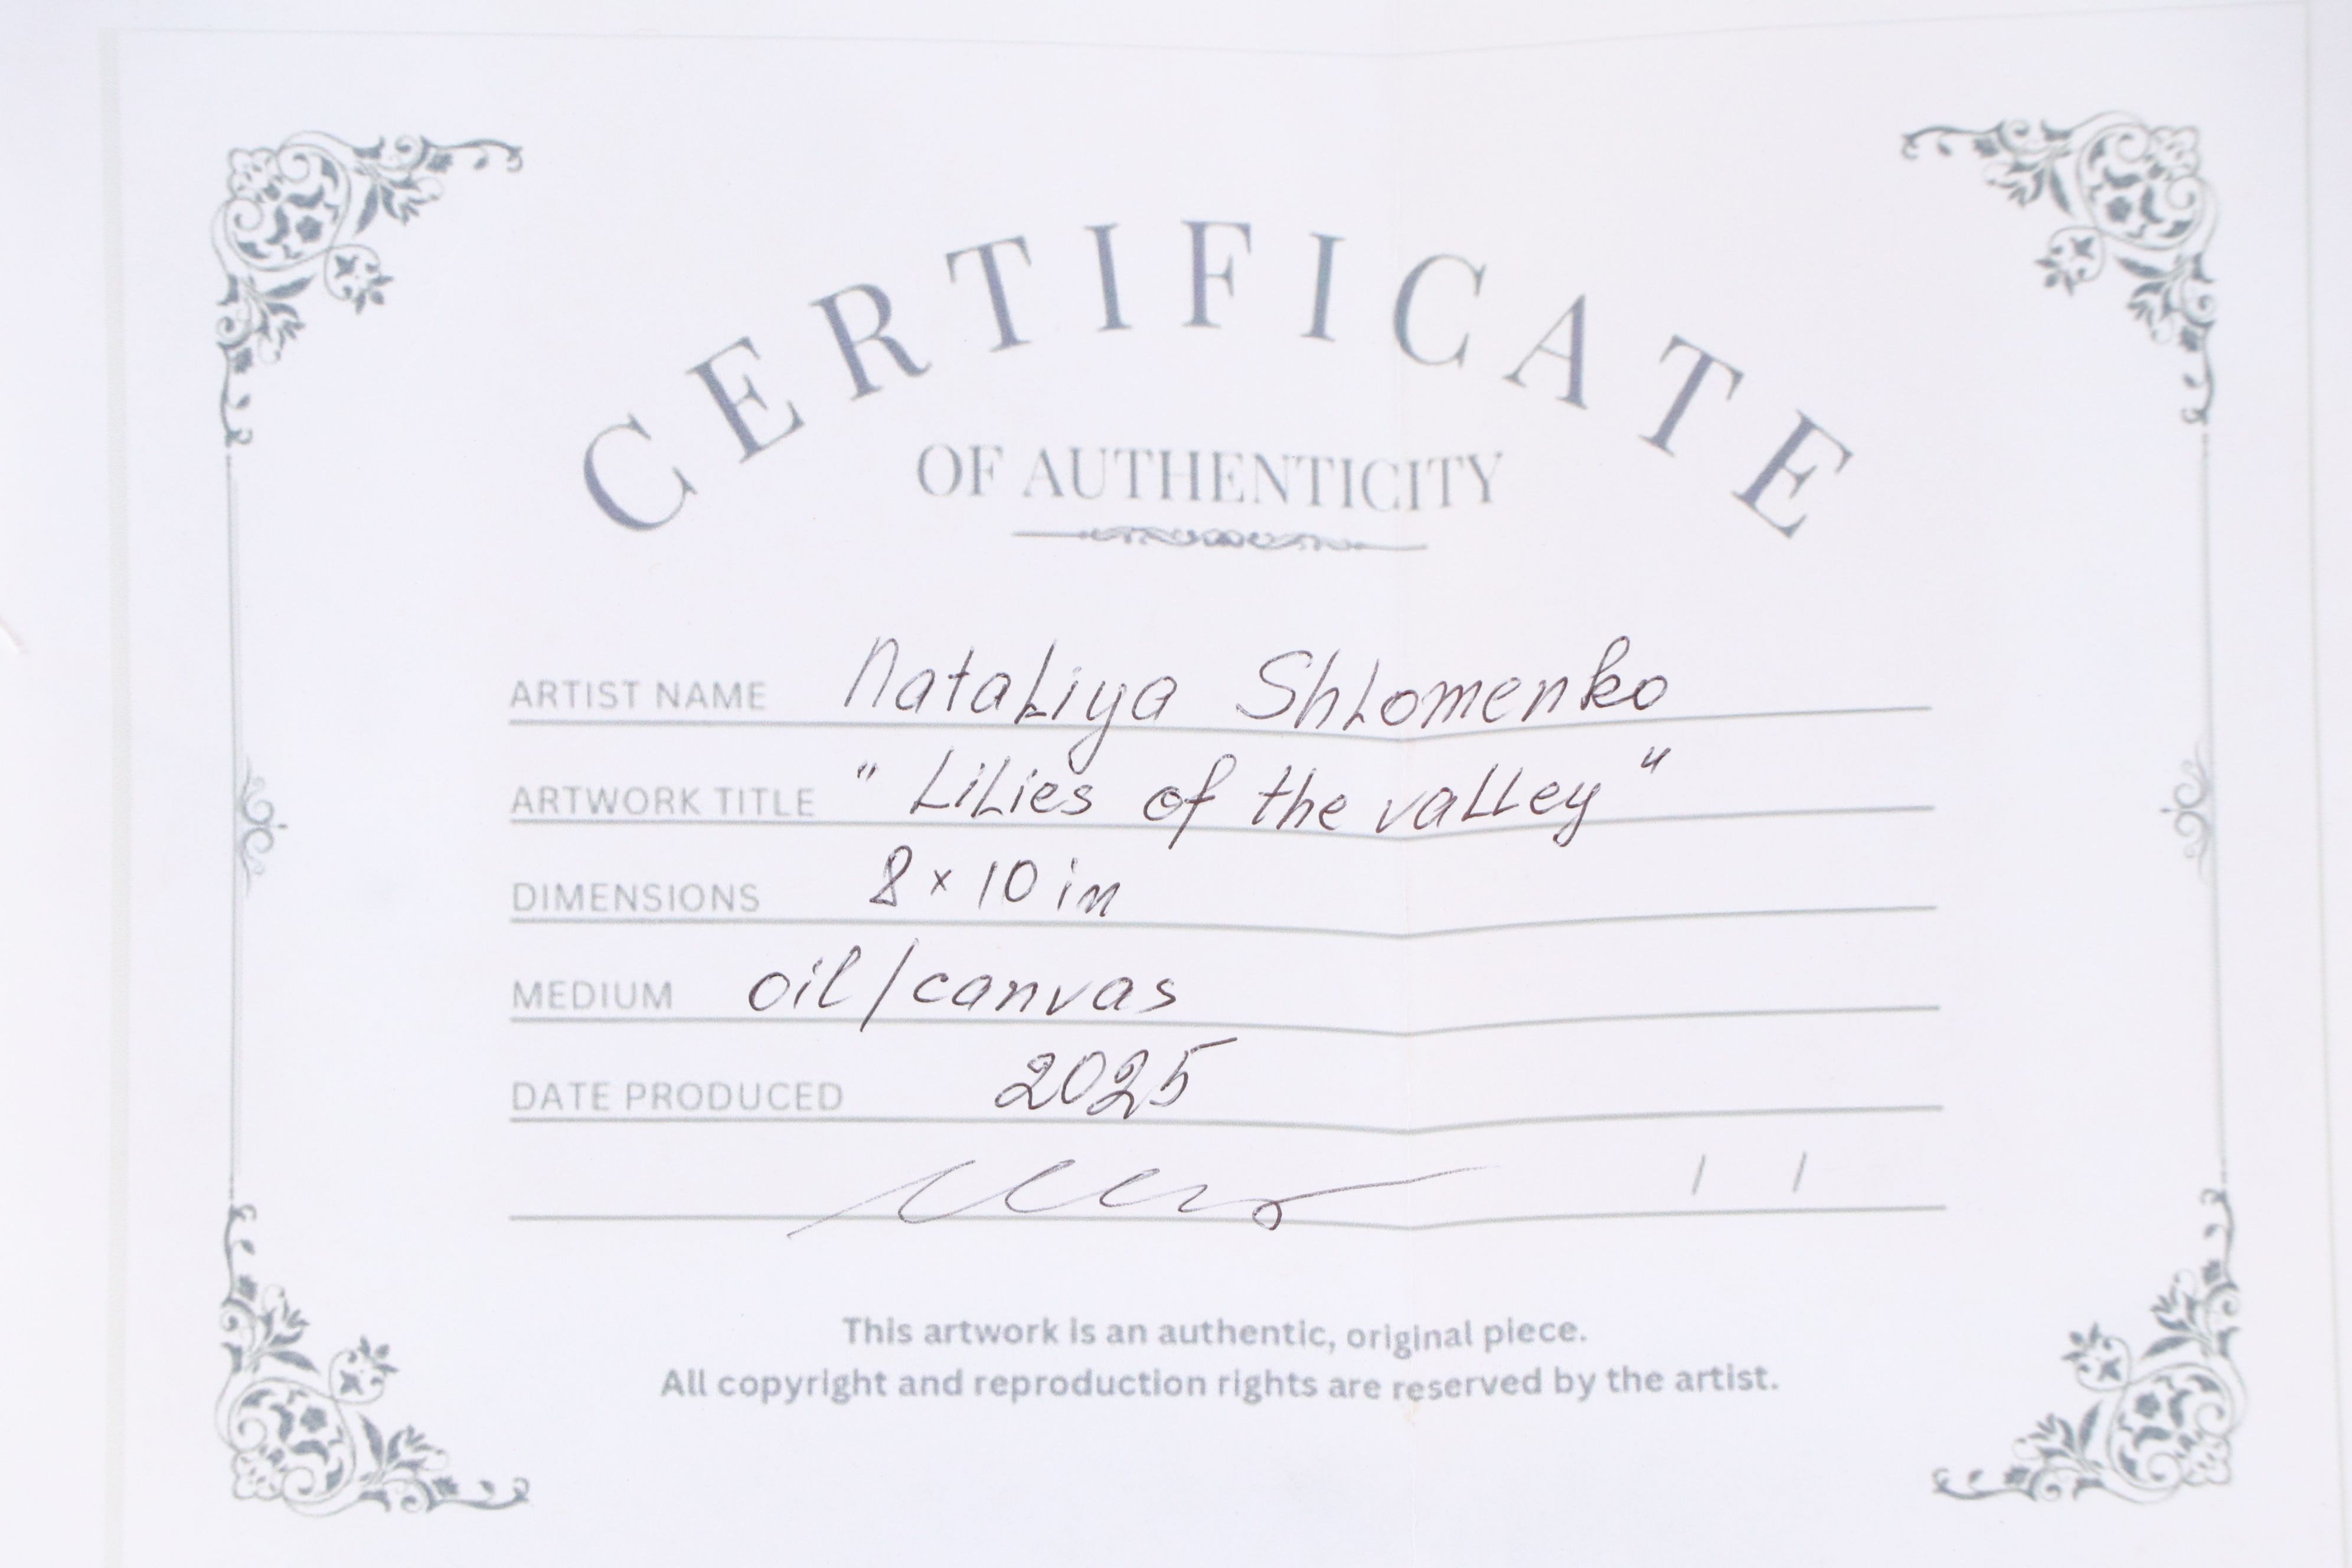 CERTIFICATE
OF AUTHENTICITY
ARTIST NAME Nataliya Shlomenko
ARTWORK TITLE "Lilies of the valley"
DIMENSIONS 8 × 10 in
MEDIUM oil/canvas
DATE PRODUCED 2025
/ /
This artwork is an authentic, original piece.
All copyright and reproduction rights are reserved by the artist.